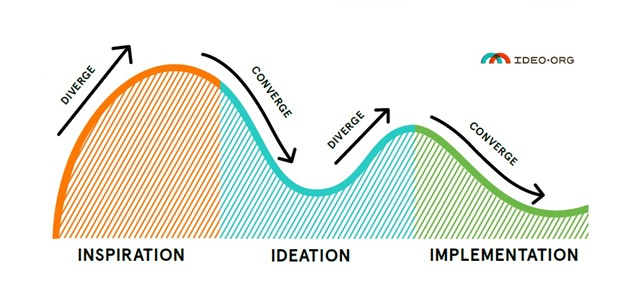 IDEO·ORG
DIVERGE
CONVERGE
DIVERGE
CONVERGE
INSPIRATION
IDEATION
IMPLEMENTATION